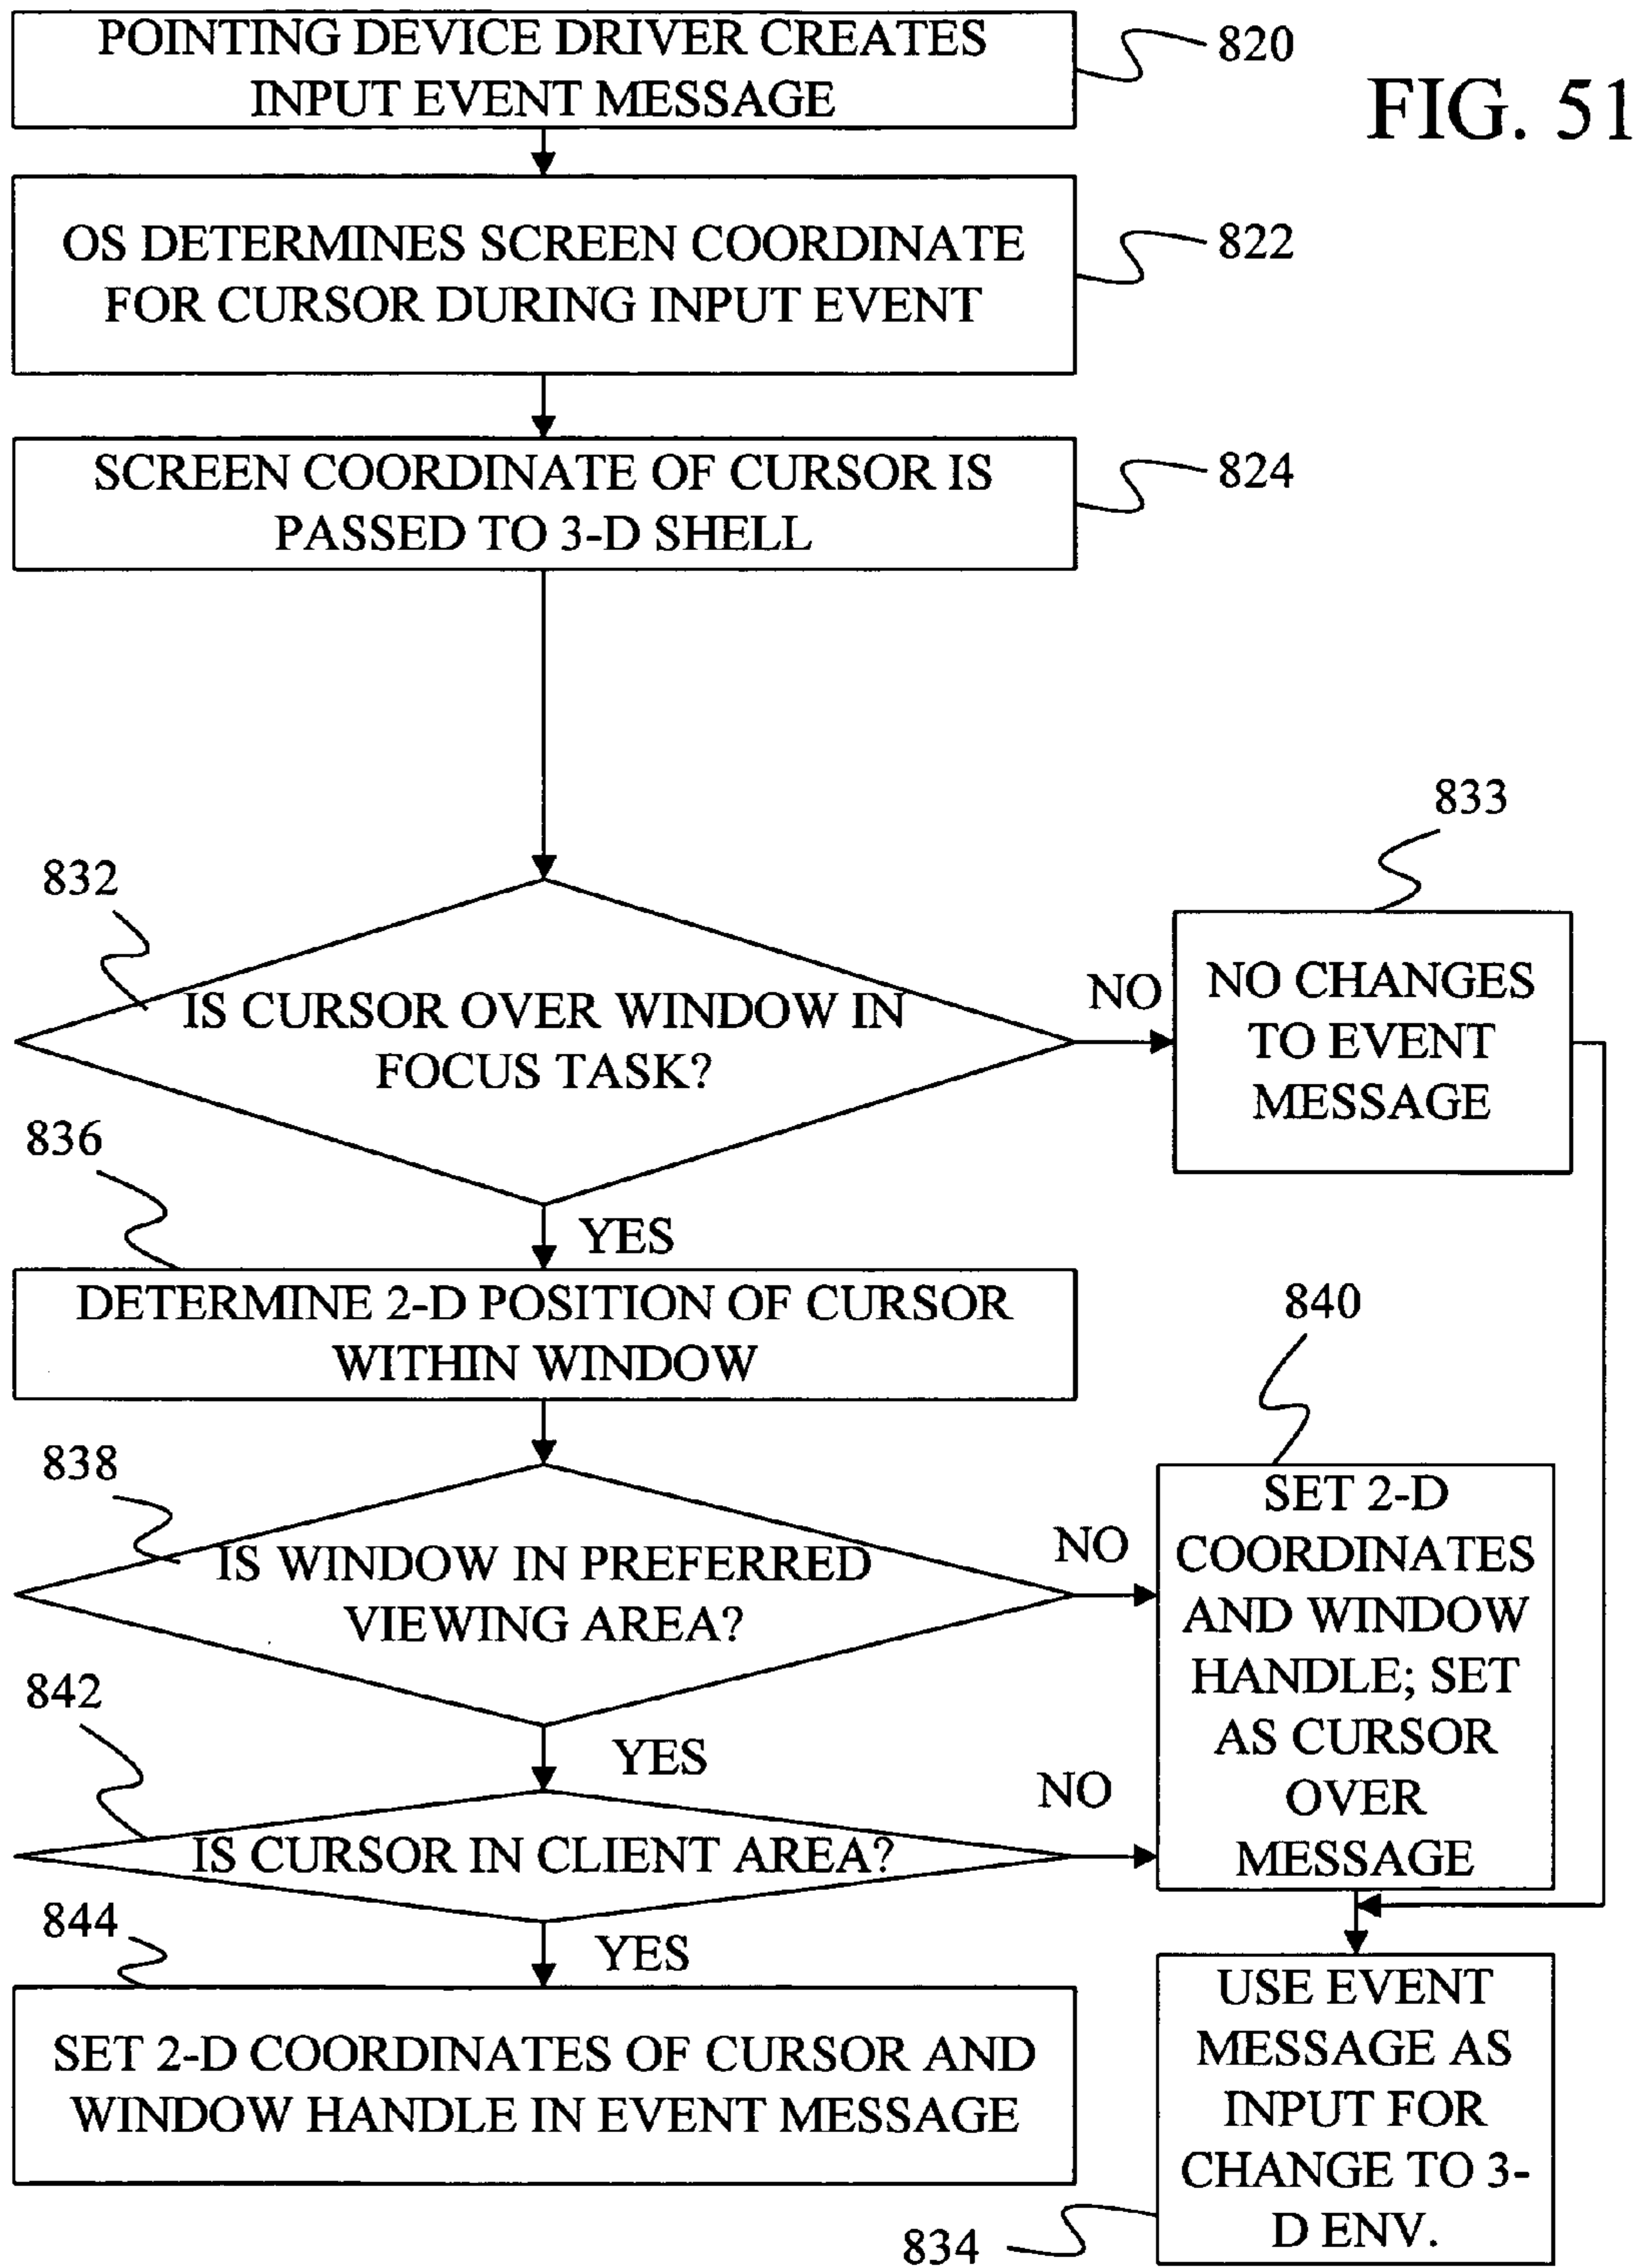 POINTING DEVICE DRIVER CREATES
INPUT EVENT MESSAGE
820
FIG. 51
OS DETERMINES SCREEN COORDINATE
FOR CURSOR DURING INPUT EVENT
822
SCREEN COORDINATE OF CURSOR IS
PASSED TO 3-D SHELL
824
832
IS CURSOR OVER WINDOW IN
FOCUS TASK?
NO
833
NO CHANGES
TO EVENT
MESSAGE
YES
836
DETERMINE 2-D POSITION OF CURSOR
WITHIN WINDOW
838
IS WINDOW IN PREFERRED
VIEWING AREA?
NO
840
SET 2-D
COORDINATES
AND WINDOW
HANDLE; SET
AS CURSOR
OVER
MESSAGE
YES
842
IS CURSOR IN CLIENT AREA?
NO
YES
844
SET 2-D COORDINATES OF CURSOR AND
WINDOW HANDLE IN EVENT MESSAGE
USE EVENT
MESSAGE AS
INPUT FOR
CHANGE TO 3-
D ENV.
834